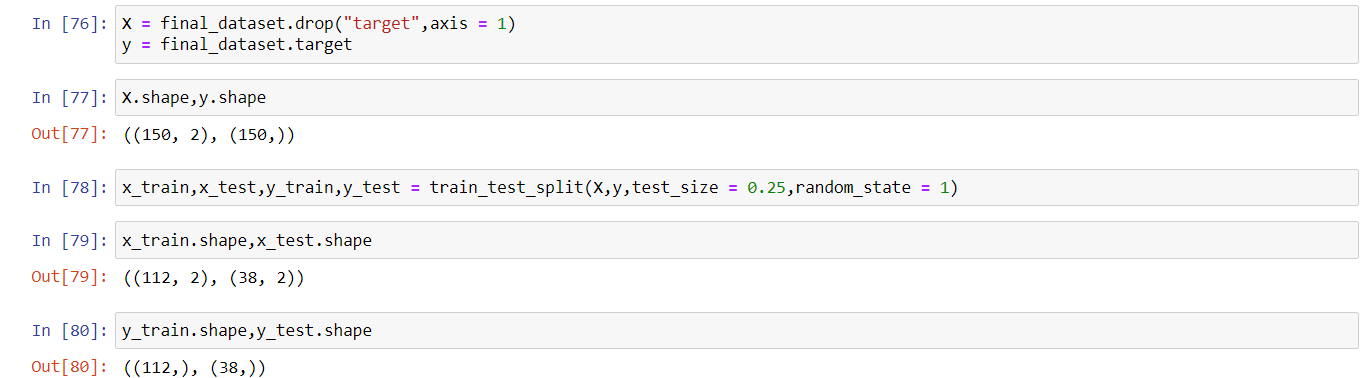 In [76]: X = final_dataset.drop("target",axis = 1)
y = final_dataset.target
In [77]: X.shape,y.shape
Out[77]: ((150, 2), (150,))
In [78]: x_train,x_test,y_train,y_test = train_test_split(X,y,test_size = 0.25,random_state = 1)
In [79]: x_train.shape,x_test.shape
Out[79]: ((112, 2), (38, 2))
In [80]: y_train.shape,y_test.shape
Out[80]: ((112,), (38,))